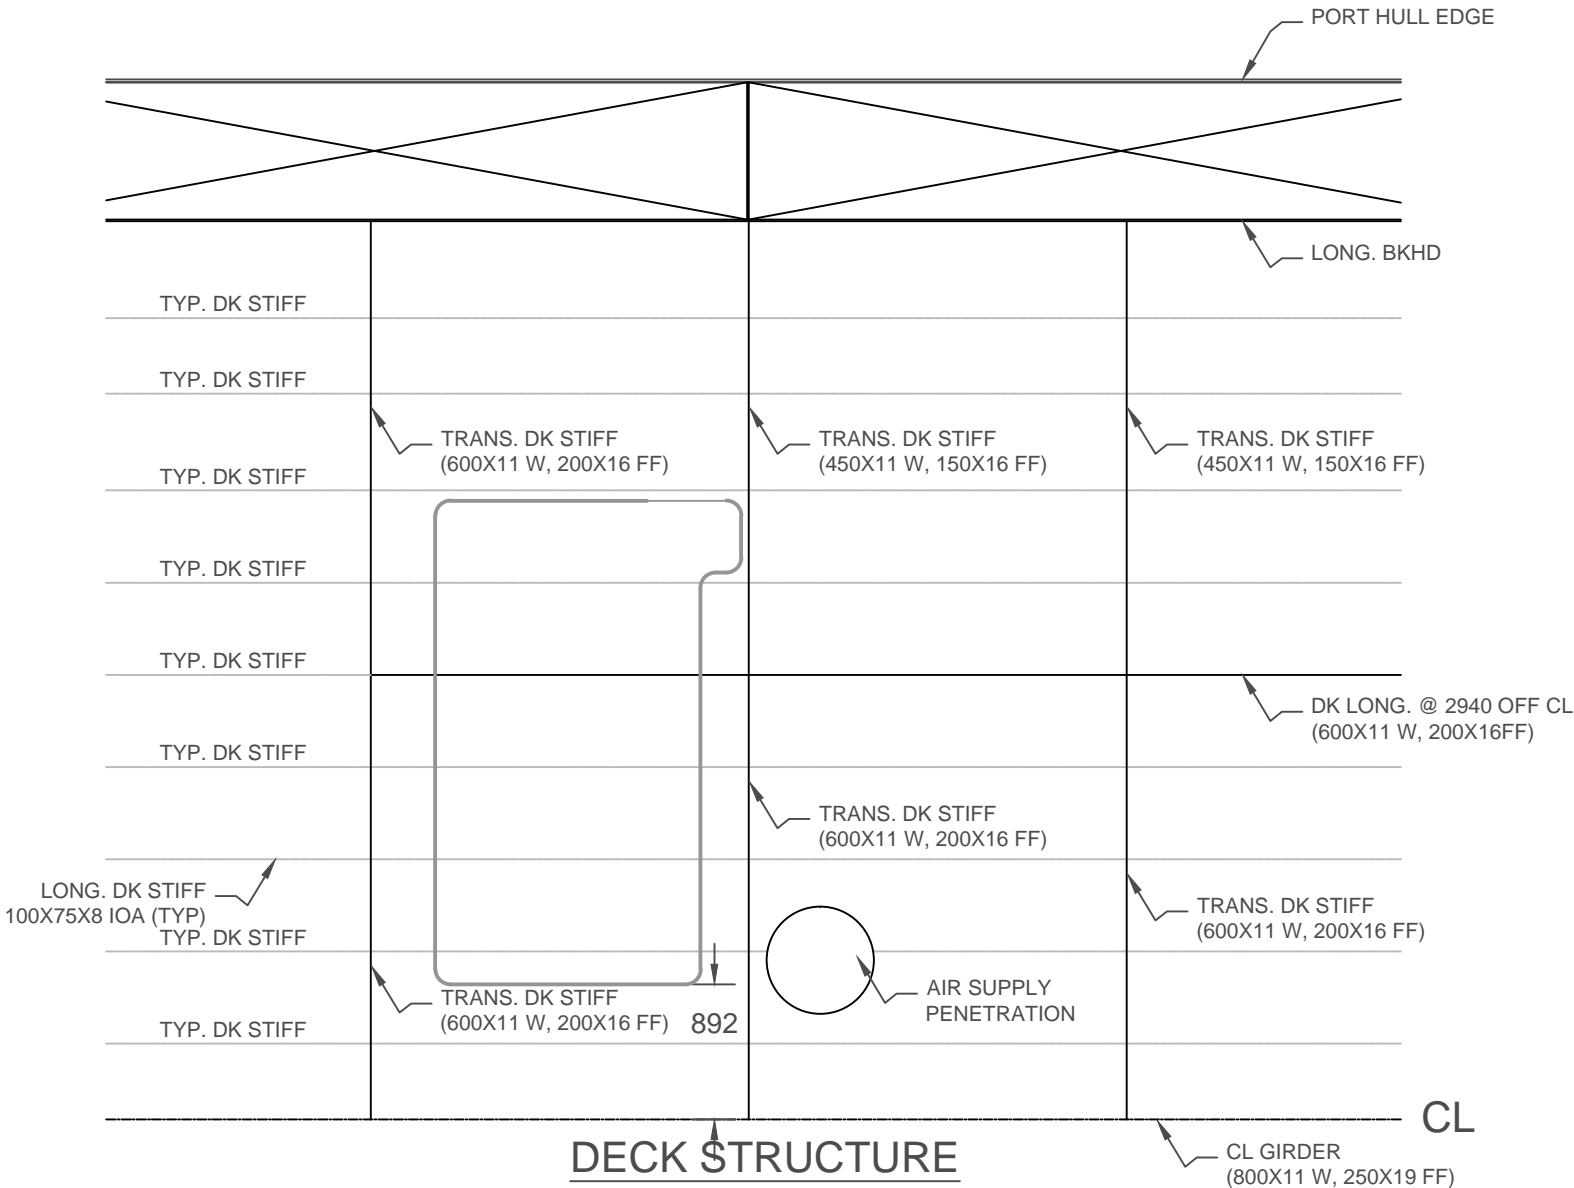 PORT HULL EDGE
LONG. BKHD
TYP. DK STIFF
TYP. DK STIFF
TRANS. DK STIFF
(600X11 W, 200X16 FF)
TRANS. DK STIFF
(450X11 W, 150X16 FF)
TRANS. DK STIFF
(450X11 W, 150X16 FF)
TYP. DK STIFF
TYP. DK STIFF
TYP. DK STIFF
DK LONG. @ 2940 OFF CL
(600X11 W, 200X16FF)
TYP. DK STIFF
TRANS. DK STIFF
(600X11 W, 200X16 FF)
LONG. DK STIFF
100X75X8 IOA (TYP)
TRANS. DK STIFF
(600X11 W, 200X16 FF)
TYP. DK STIFF
AIR SUPPLY
PENETRATION
TRANS. DK STIFF
(600X11 W, 200X16 FF)
892
TYP. DK STIFF
CL
DECK STRUCTURE
CL GIRDER
(800X11 W, 250X19 FF)